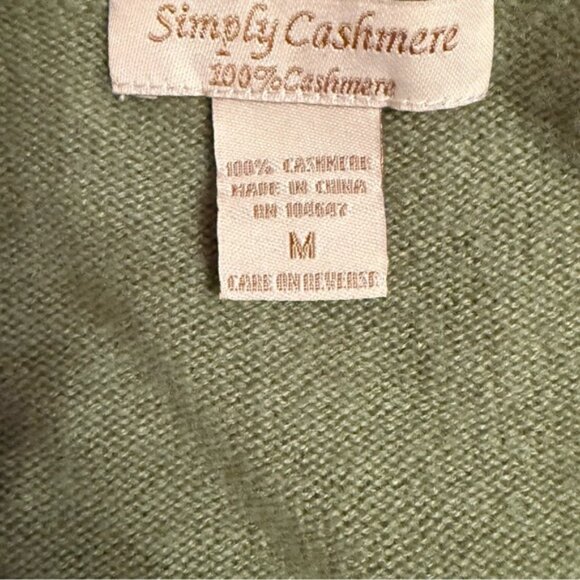 Simply Cashmere
100% Cashmere
100% CASHMERE
MADE IN CHINA
RN 104647
M
CARE ON REVERSE